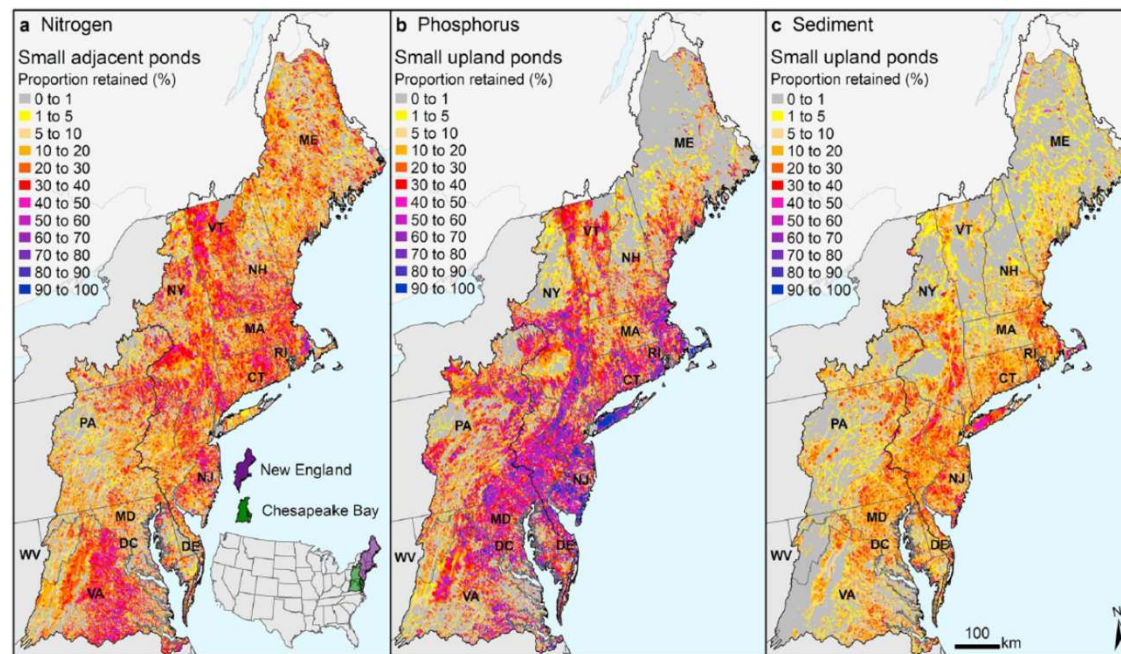 a Nitrogen
Small adjacent ponds
Proportion retained (%)
0 to 1
1 to 5
5 to 10
10 to 20
20 to 30
30 to 40
40 to 50
50 to 60
60 to 70
70 to 80
80 to 90
90 to 100
ME
VT
NH
NY
MA
RI
CT
PA
NJ
MD
DC
DE
WV
VA
New England
Chesapeake Bay
b Phosphorus
Small upland ponds
Proportion retained (%)
0 to 1
1 to 5
5 to 10
10 to 20
20 to 30
30 to 40
40 to 50
50 to 60
60 to 70
70 to 80
80 to 90
90 to 100
ME
VT
NH
NY
MA
RI
CT
PA
NJ
MD
DC
DE
WV
VA
c Sediment
Small upland ponds
Proportion retained (%)
0 to 1
1 to 5
5 to 10
10 to 20
20 to 30
30 to 40
40 to 50
50 to 60
60 to 70
70 to 80
80 to 90
90 to 100
ME
VT
NH
NY
MA
RI
CT
PA
NJ
MD
DC
DE
WV
VA
N
100
km